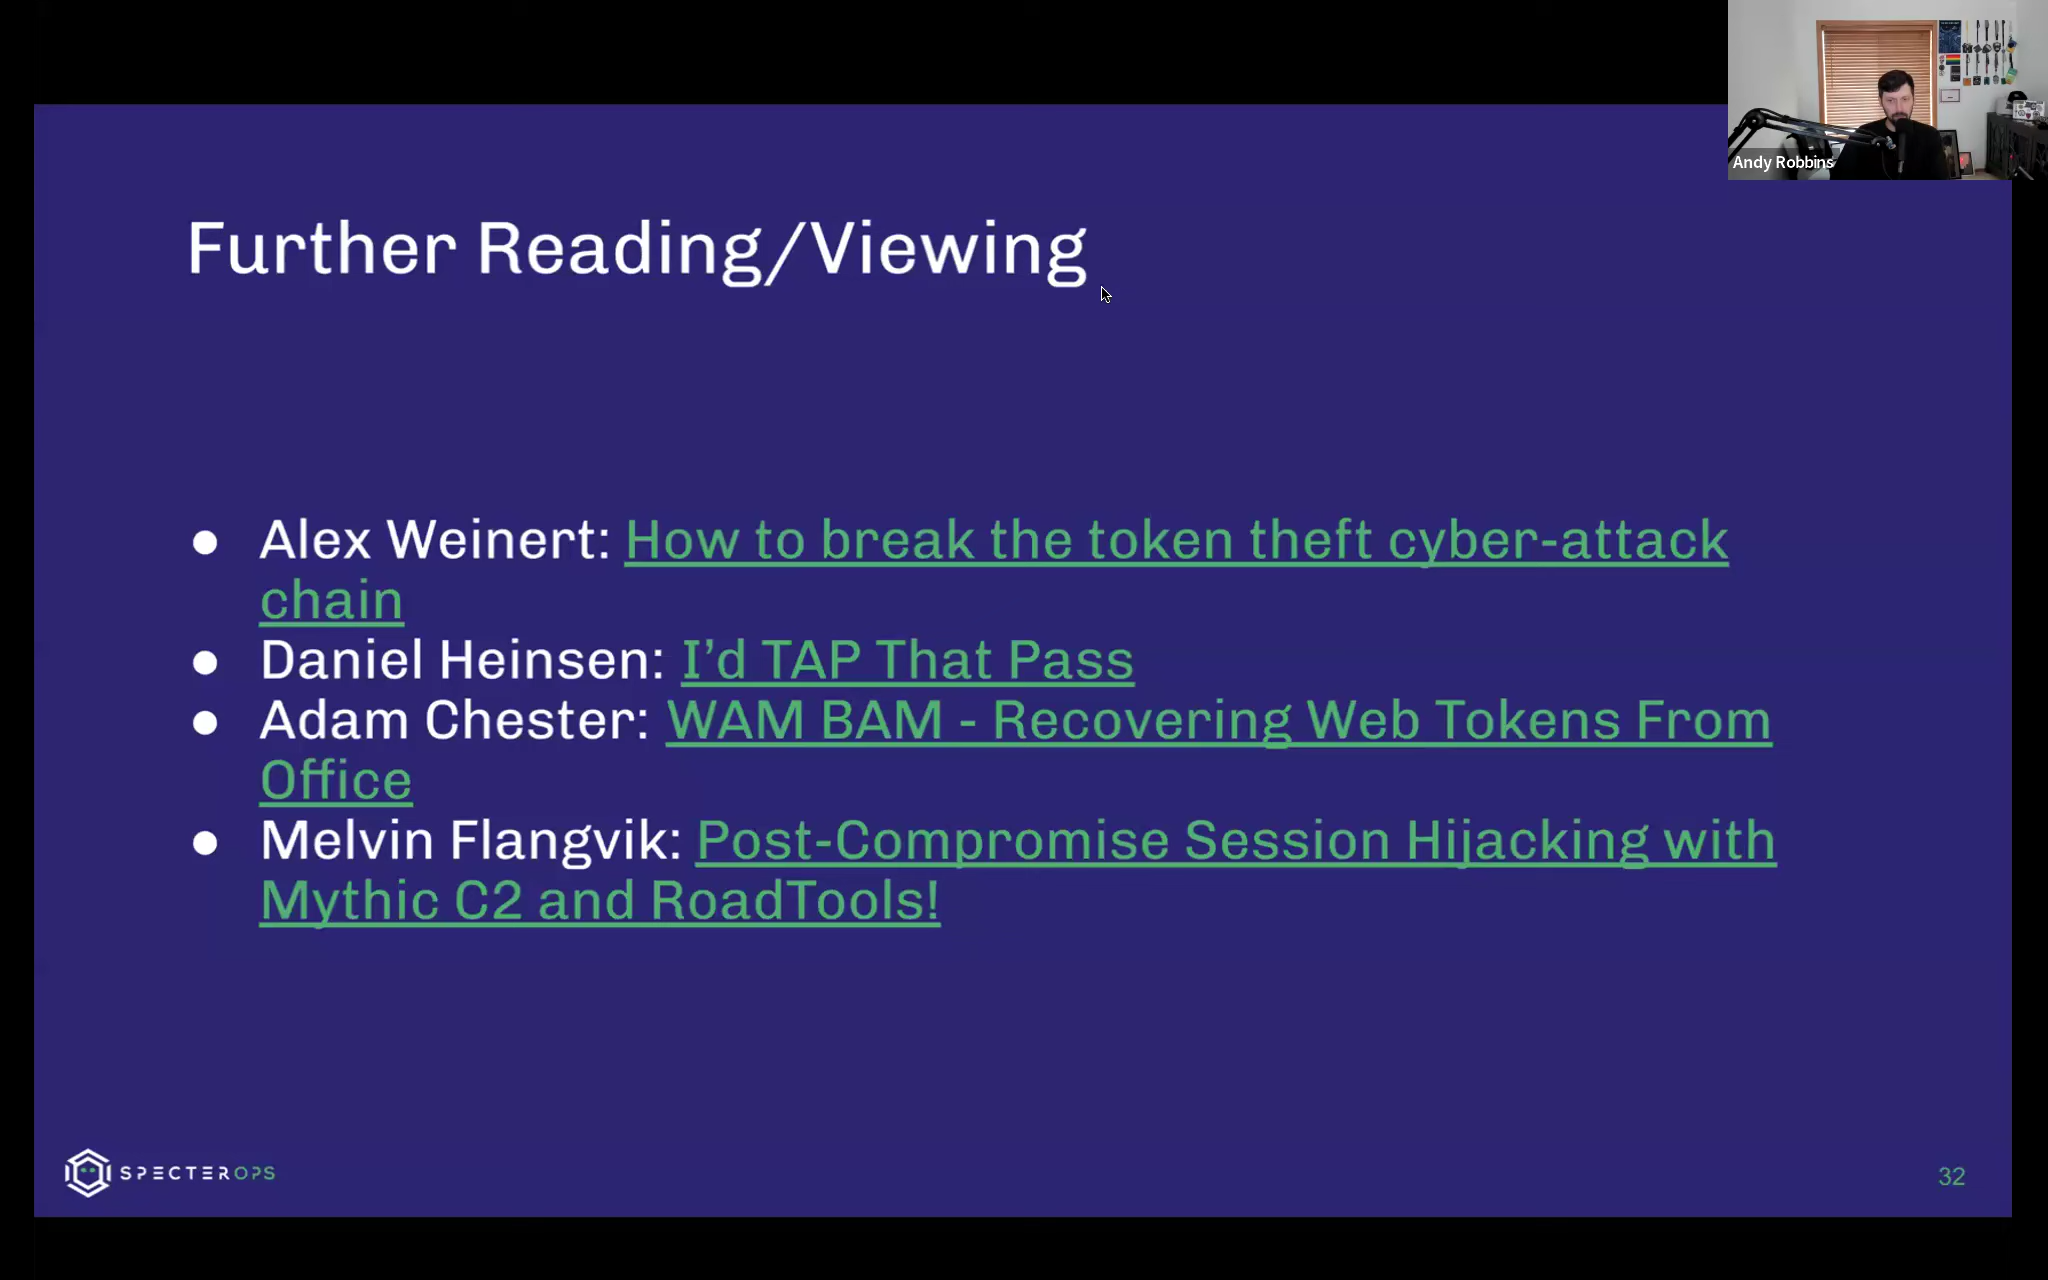 Andy Robbins
Further Reading/Viewing
● Alex Weinert: How to break the token theft cyber-attack
chain
● Daniel Heinsen: I’d TAP That Pass
● Adam Chester: WAM BAM - Recovering Web Tokens From
Office
● Melvin Flangvik: Post-Compromise Session Hijacking with
Mythic C2 and RoadTools!
SPECTEROPS
32